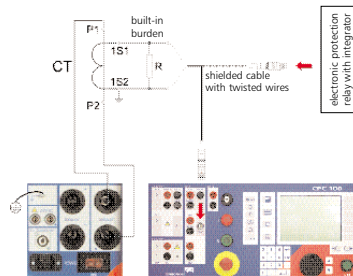 built-in
burden
P1
1S1
CT
R
1S2
P2
shielded cable
with twisted wires
electronic protection
relay with integrator
CPC 100